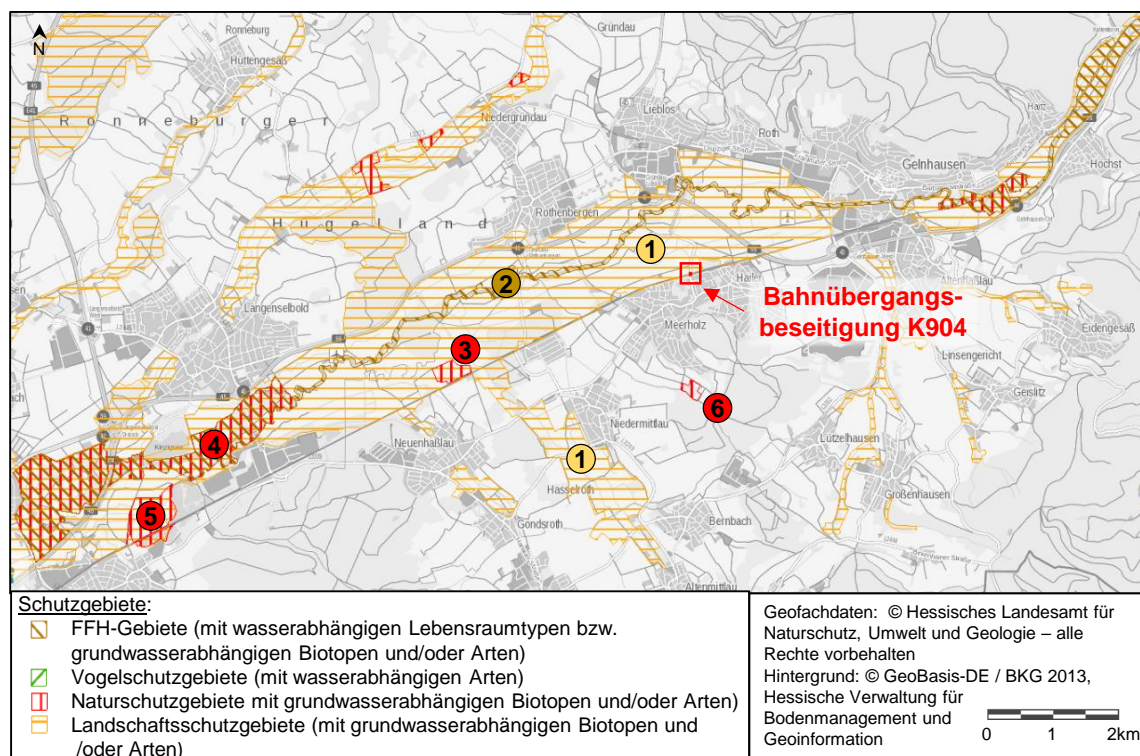 N
Ronneburg
Hüttengesäß
Gründau
Lieblos
Niedergründau
Roth
Gelnhausen
Haitz
Höchst
Ronneburger
Hügelland
Rothenbergen
1
2
Hailer
Altenhaßlau
Bahnübergangs-
beseitigung K904
Langenselbold
Meerholz
Eidengesäß
3
Linsengericht
Geislitz
6
Niedermittlau
4
Neuenhaßlau
Lützelhausen
1
Hasselroth
Großenhausen
5
Gondsroth
Bernbach
Altenmittlau
Schutzgebiete:
FFH-Gebiete (mit wasserabhängigen Lebensraumtypen bzw.
grundwasserabhängigen Biotopen und/oder Arten)
Vogelschutzgebiete (mit wasserabhängigen Arten)
Naturschutzgebiete mit grundwasserabhängigen Biotopen und/oder Arten)
Landschaftsschutzgebiete (mit grundwasserabhängigen Biotopen und
/oder Arten)
Geofachdaten: © Hessisches Landesamt für
Naturschutz, Umwelt und Geologie – alle
Rechte vorbehalten
Hintergrund: © GeoBasis-DE / BKG 2013,
Hessische Verwaltung für
Bodenmanagement und
Geoinformation
0 1 2km